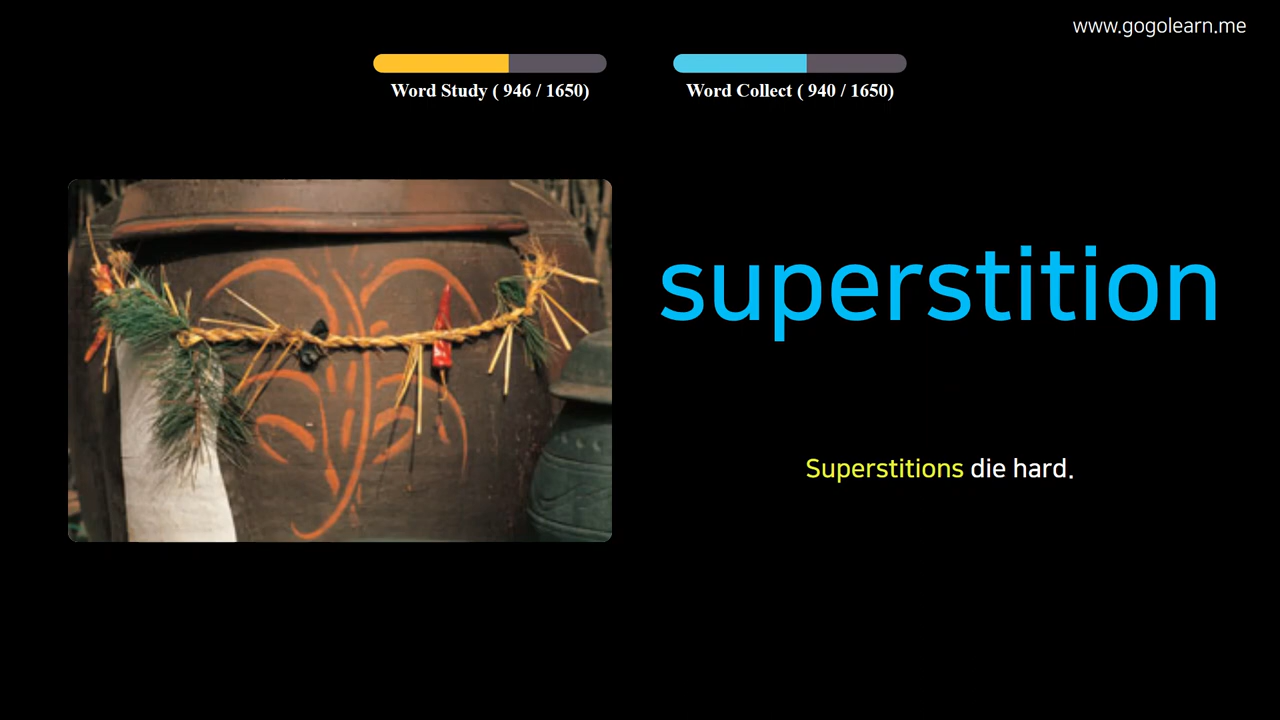 www.gogolearn.me
Word Study ( 946 / 1650)
Word Collect ( 940 / 1650)
superstition
Superstitions die hard.